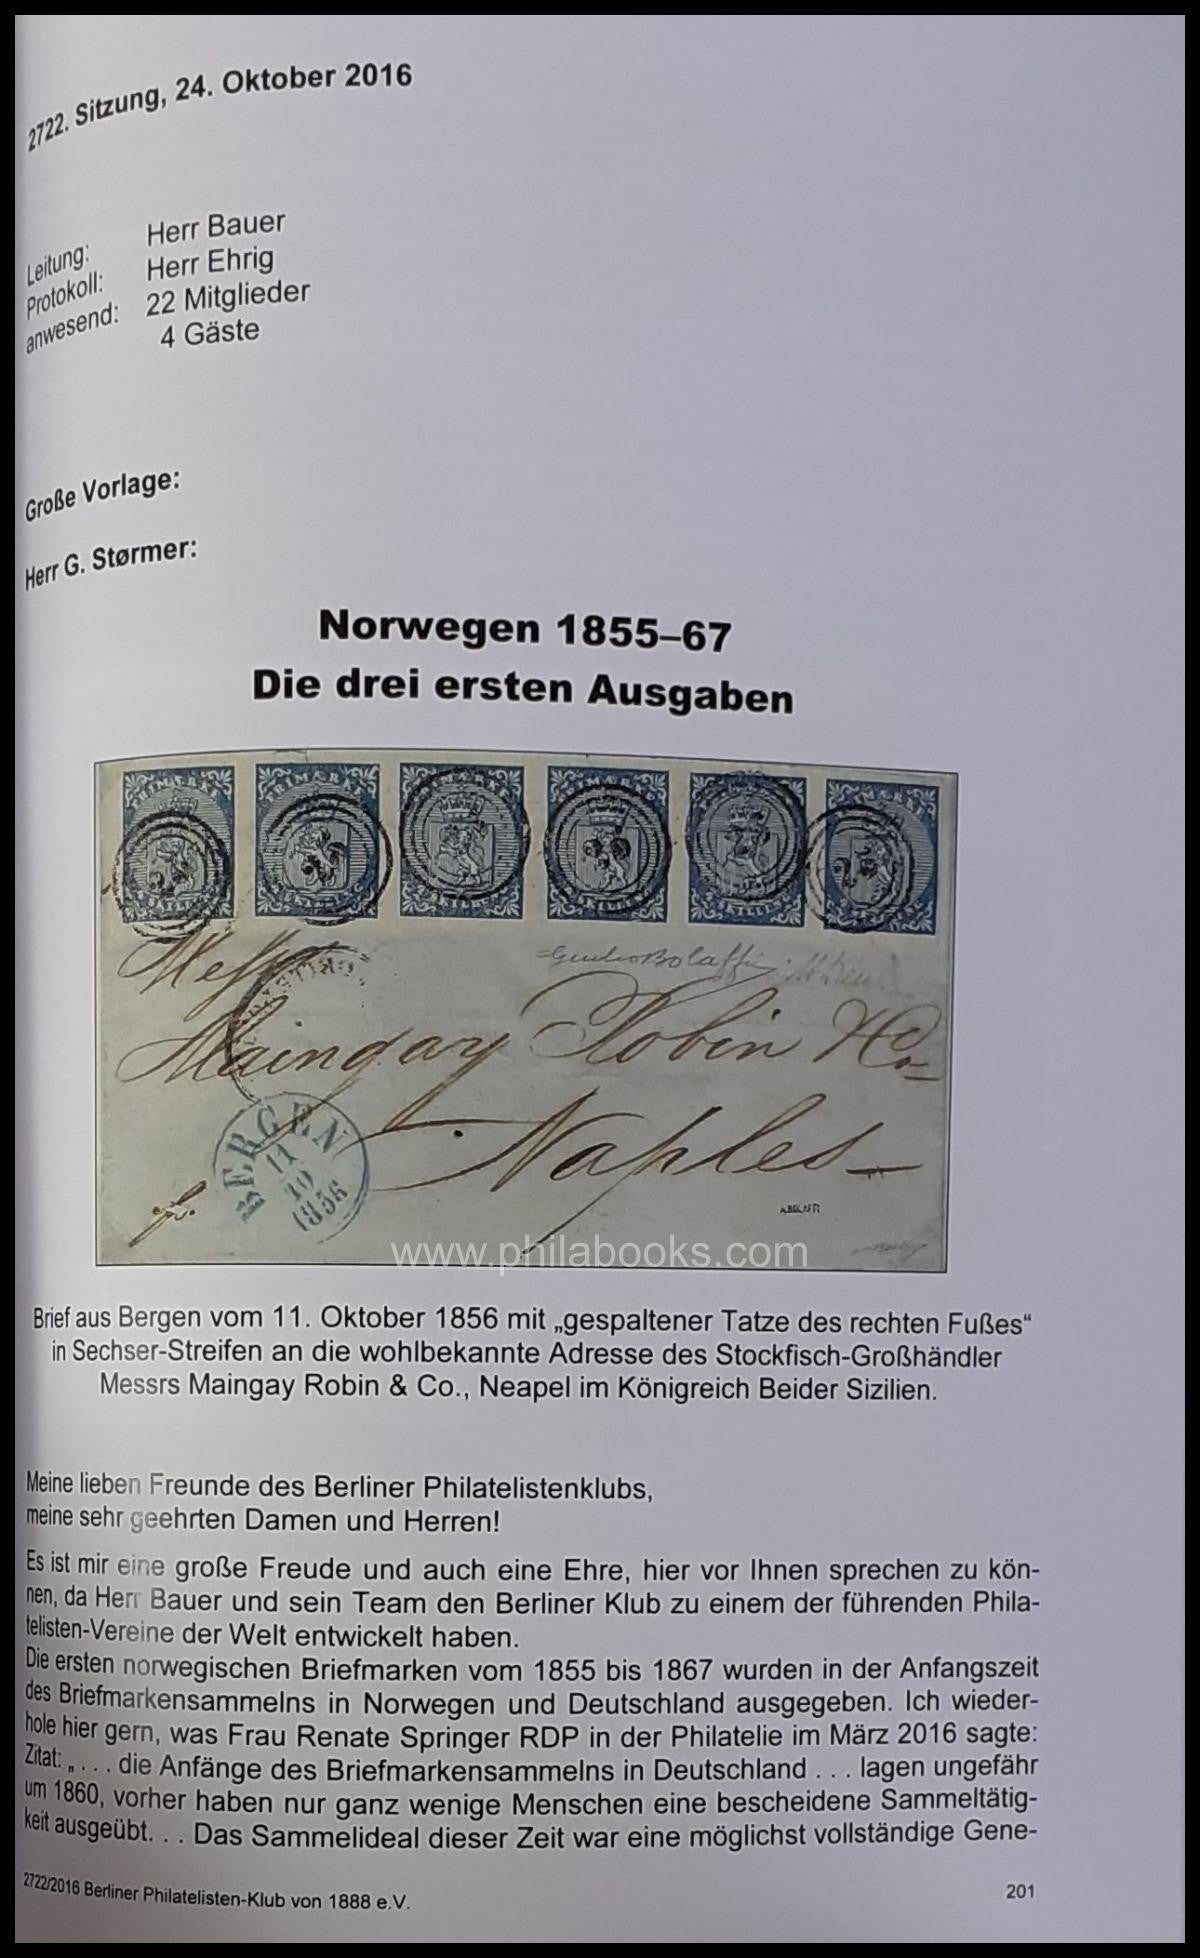 2722. Sitzung, 24. Oktober 2016
Leitung: Herr Bauer
Protokoll: Herr Ehrig
anwesend: 22 Mitglieder
4 Gäste
Große Vorlage:
Herr G. Størmer:
Norwegen 1855–67
Die drei ersten Ausgaben
Giulio Bolaffi
Messrs
Maingay Robin & Co
Naples
BERGEN
11
10
1856
A.BOLAFFI
www.philabooks.com
Brief aus Bergen vom 11. Oktober 1856 mit „gespaltener Tatze des rechten Fußes“
in Sechser-Streifen an die wohlbekannte Adresse des Stockfisch-Großhändler
Messrs Maingay Robin & Co., Neapel im Königreich Beider Sizilien.
Meine lieben Freunde des Berliner Philatelistenklubs,
meine sehr geehrten Damen und Herren!
Es ist mir eine große Freude und auch eine Ehre, hier vor Ihnen sprechen zu kön-
nen, da Herr Bauer und sein Team den Berliner Klub zu einem der führenden Phila-
telisten-Vereine der Welt entwickelt haben.
Die ersten norwegischen Briefmarken vom 1855 bis 1867 wurden in der Anfangszeit
des Briefmarkensammelns in Norwegen und Deutschland ausgegeben. Ich wieder-
hole hier gern, was Frau Renate Springer RDP in der Philatelie im März 2016 sagte:
Zitat: „. . . die Anfänge des Briefmarkensammelns in Deutschland . . . lagen ungefähr
um 1860, vorher haben nur ganz wenige Menschen eine bescheidene Sammeltätig-
keit ausgeübt. . . Das Sammelideal dieser Zeit war eine möglichst vollständige Gene-
2722/2016 Berliner Philatelisten-Klub von 1888 e.V.
201